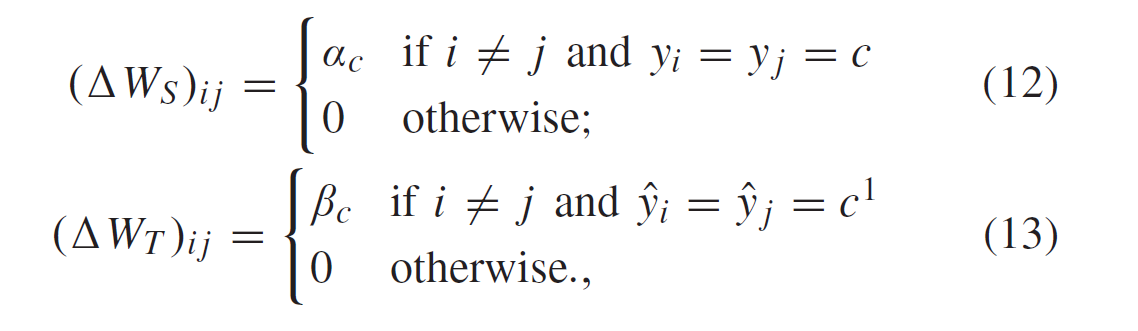 (ΔW_S)_{ij} = { α_c if i ≠ j and y_i = y_j = c (12)
0 otherwise;
(ΔW_T)_{ij} = { β_c if i ≠ j and ŷ_i = ŷ_j = c^1 (13)
0 otherwise.,